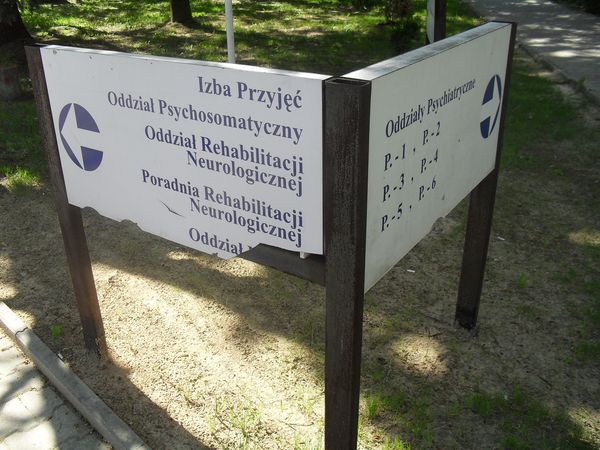 Izba Przyjęć
Oddział Psychosomatyczny
Oddział Rehabilitacji
Neurologicznej
Poradnia Rehabilitacji
Neurologicznej
Oddział
Oddziały Psychiatryczne
P.-1 , P.-2
P.-3 , P.-4
P.-5 , P.-6